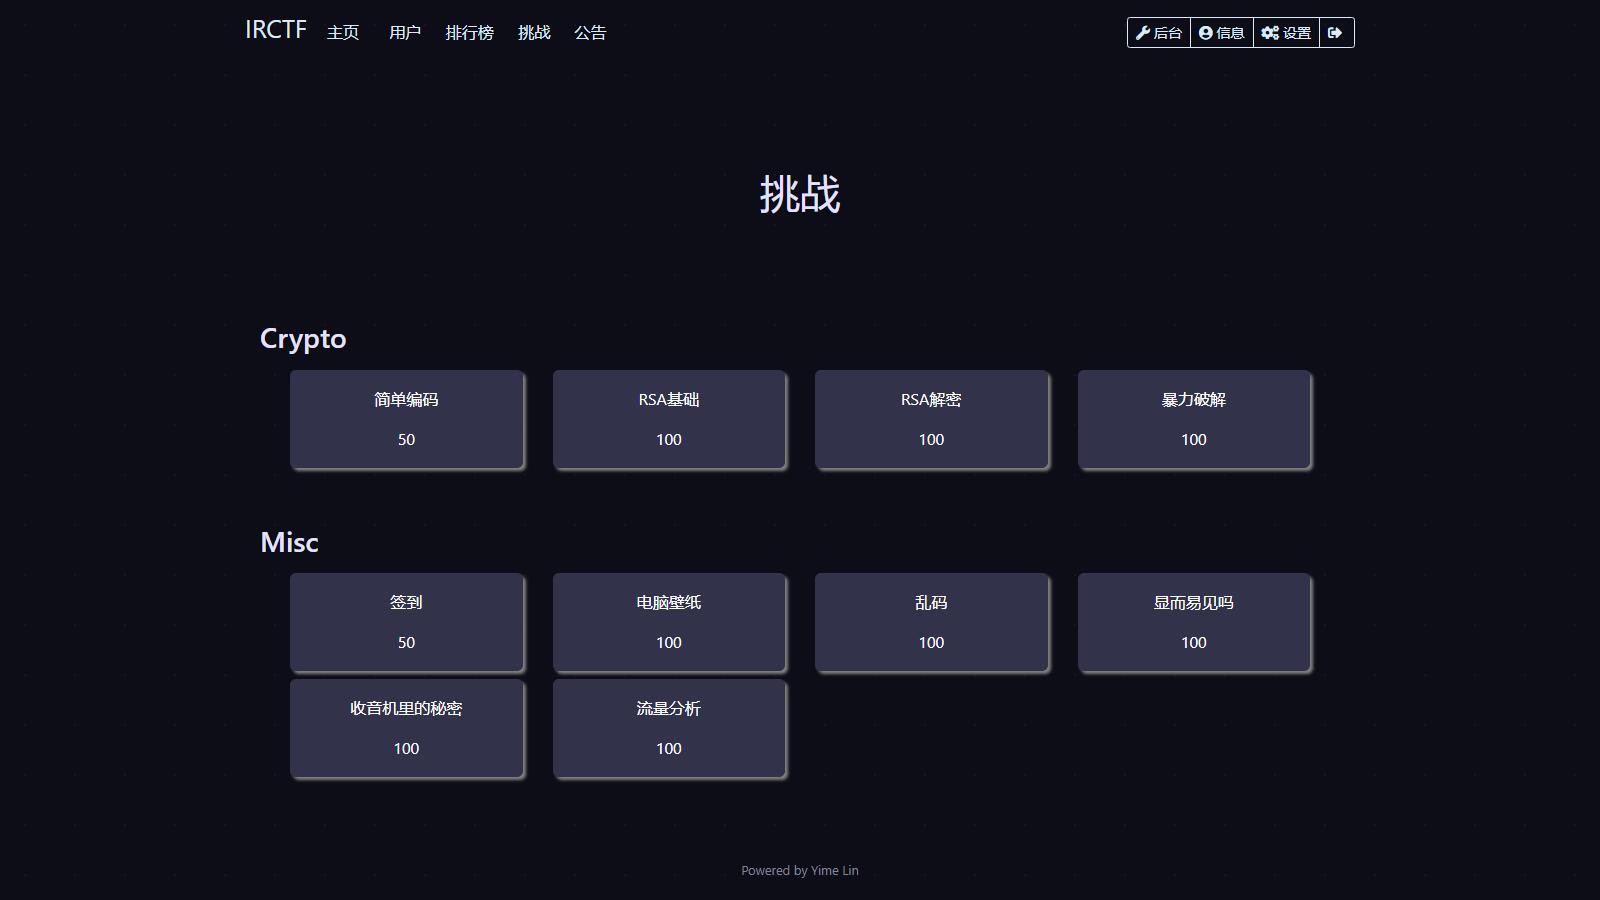 IRCTF 主页 用户 排行榜 挑战 公告 后台 信息 设置
挑战
Crypto
简单编码 RSA基础 RSA解密 暴力破解
50 100 100 100
Misc
签到 电脑壁纸 乱码 显而易见吗
50 100 100 100
收音机里的秘密 流量分析
100 100
Powered by Yime Lin